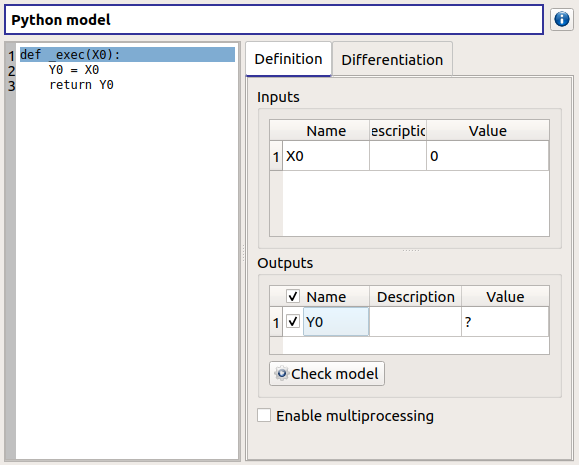 Python model
1 def _exec(X0):
2 Y0 = X0
3 return Y0
Definition Differentiation
Inputs
Name escriptio Value
1 X0 0
Outputs
Name Description Value
1 Y0 ?
Check model
Enable multiprocessing